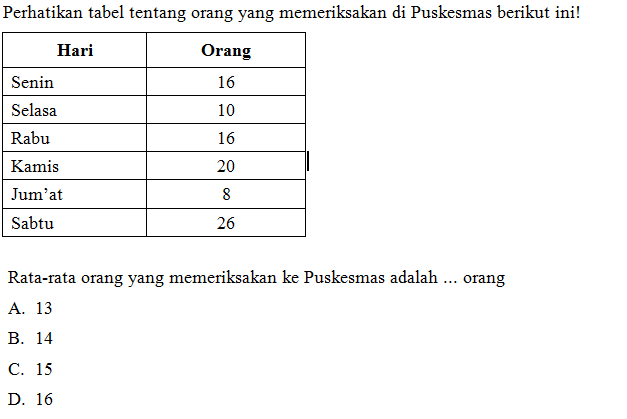 Perhatikan tabel tentang orang yang memeriksakan di Puskesmas berikut ini!
Hari Orang
Senin 16
Selasa 10
Rabu 16
Kamis 20
Jum’at 8
Sabtu 26
Rata-rata orang yang memeriksakan ke Puskesmas adalah ... orang
A. 13
B. 14
C. 15
D. 16